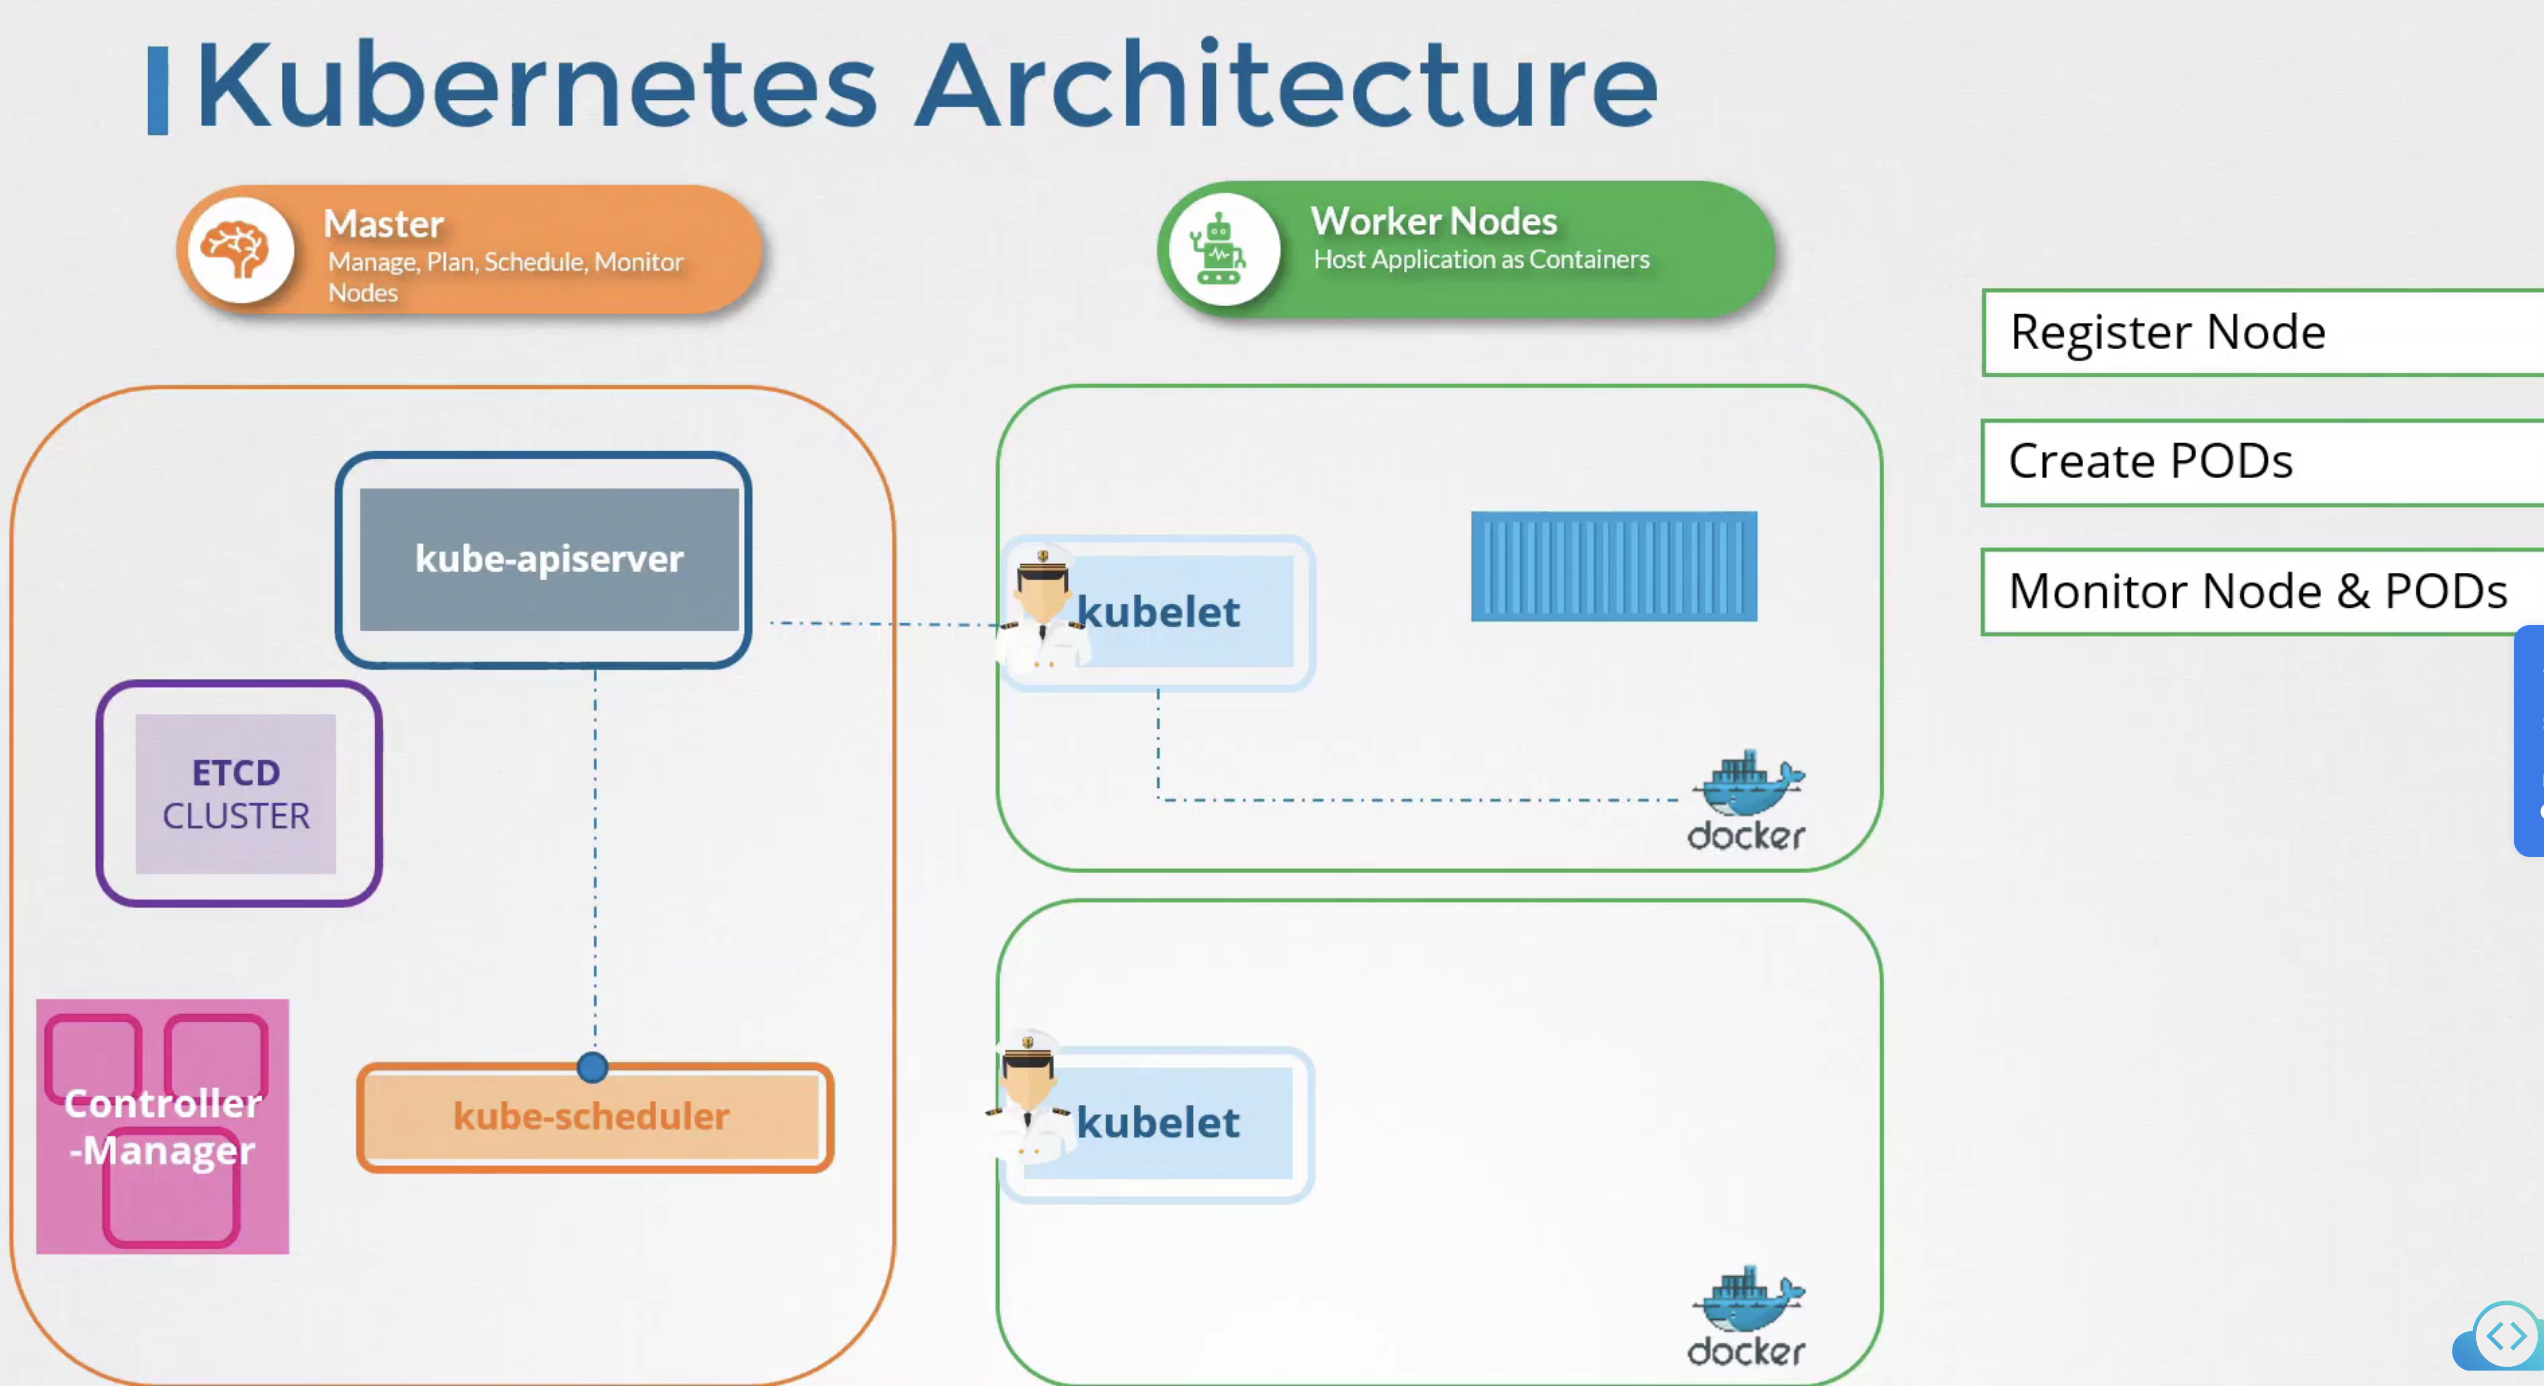 Kubernetes Architecture
Master
Manage, Plan, Schedule, Monitor
Nodes
Worker Nodes
Host Application as Containers
Register Node
Create PODs
Monitor Node & PODs
kube-apiserver
kubelet
ETCD
CLUSTER
docker
Controller
-Manager
kube-scheduler
kubelet
docker